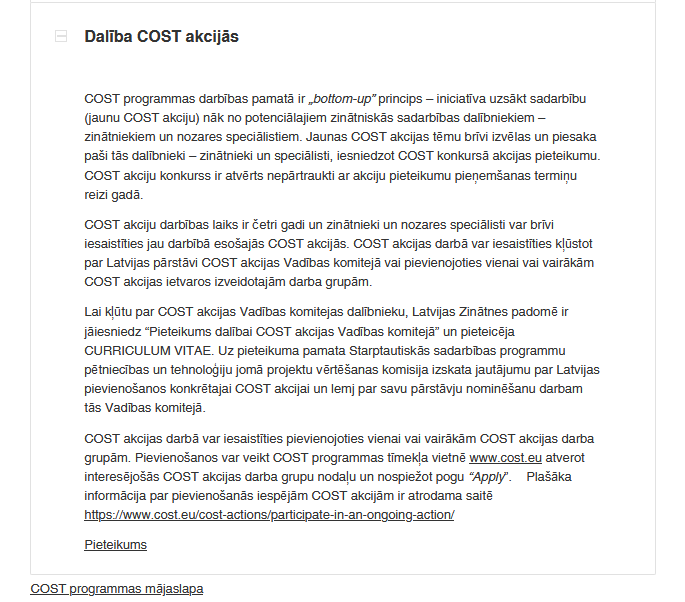 Dalība COST akcijās
COST programmas darbības pamatā ir „bottom-up” princips – iniciatīva uzsākt sadarbību
(jaunu COST akciju) nāk no potenciālajiem zinātniskās sadarbības dalībniekiem –
zinātniekiem un nozares speciālistiem. Jaunas COST akcijas tēmu brīvi izvēlas un piesaka
paši tās dalībnieki – zinātnieki un speciālisti, iesniedzot COST konkursā akcijas pieteikumu.
COST akciju konkurss ir atvērts nepārtraukti ar akciju pieteikumu pieņemšanas termiņu
reizi gadā.
COST akciju darbības laiks ir četri gadi un zinātnieki un nozares speciālisti var brīvi
iesaistīties jau darbībā esošajās COST akcijās. COST akcijas darbā var iesaistīties kļūstot
par Latvijas pārstāvi COST akcijas Vadības komitejā vai pievienojoties vienai vai vairākām
COST akcijas ietvaros izveidotajām darba grupām.
Lai kļūtu par COST akcijas Vadības komitejas dalībnieku, Latvijas Zinātnes padomē ir
jāiesniedz “Pieteikums dalībai COST akcijas Vadības komitejā” un pieteicēja
CURRICULUM VITAE. Uz pieteikuma pamata Starptautiskās sadarbības programmu
pētniecības un tehnoloģiju jomā projektu vērtēšanas komisija izskata jautājumu par Latvijas
pievienošanos konkrētajai COST akcijai un lemj par savu pārstāvju nominēšanu darbam
tās Vadības komitejā.
COST akcijas darbā var iesaistīties pievienojoties vienai vai vairākām COST akcijas darba
grupām. Pievienošanos var veikt COST programmas tīmekļa vietnē www.cost.eu atverot
interesējošās COST akcijas darba grupu nodaļu un nospiežot pogu “Apply”. Plašāka
informācija par pievienošanās iespējām COST akcijām ir atrodama saitē
https://www.cost.eu/cost-actions/participate-in-an-ongoing-action/
Pieteikums
COST programmas mājaslapa